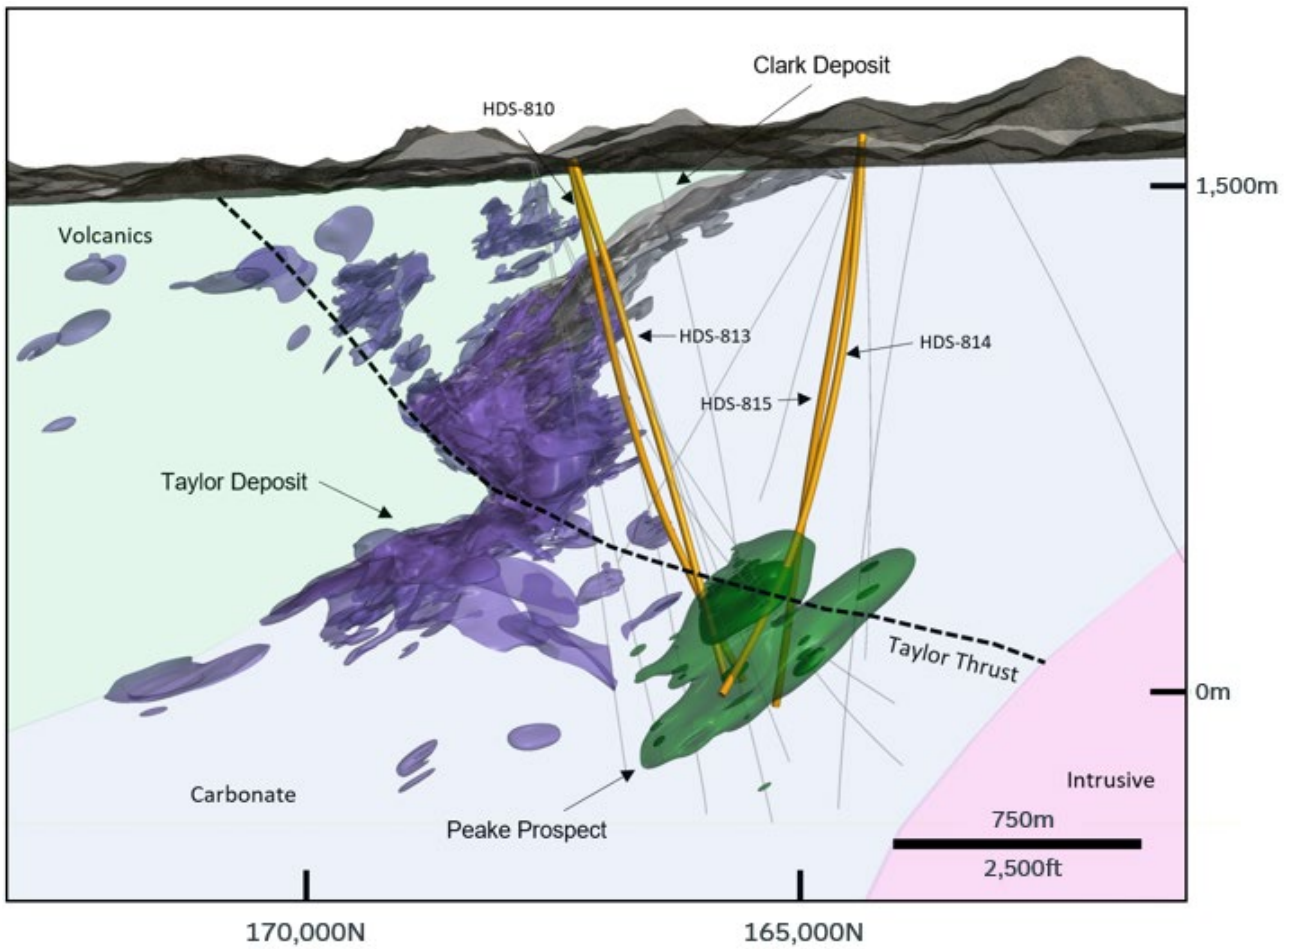 Clark Deposit
HDS-810
1,500m
Volcanics
HDS-813
HDS-814
HDS-815
Taylor Deposit
Taylor Thrust
0m
Carbonate
Intrusive
Peake Prospect
750m
2,500ft
170,000N
165,000N